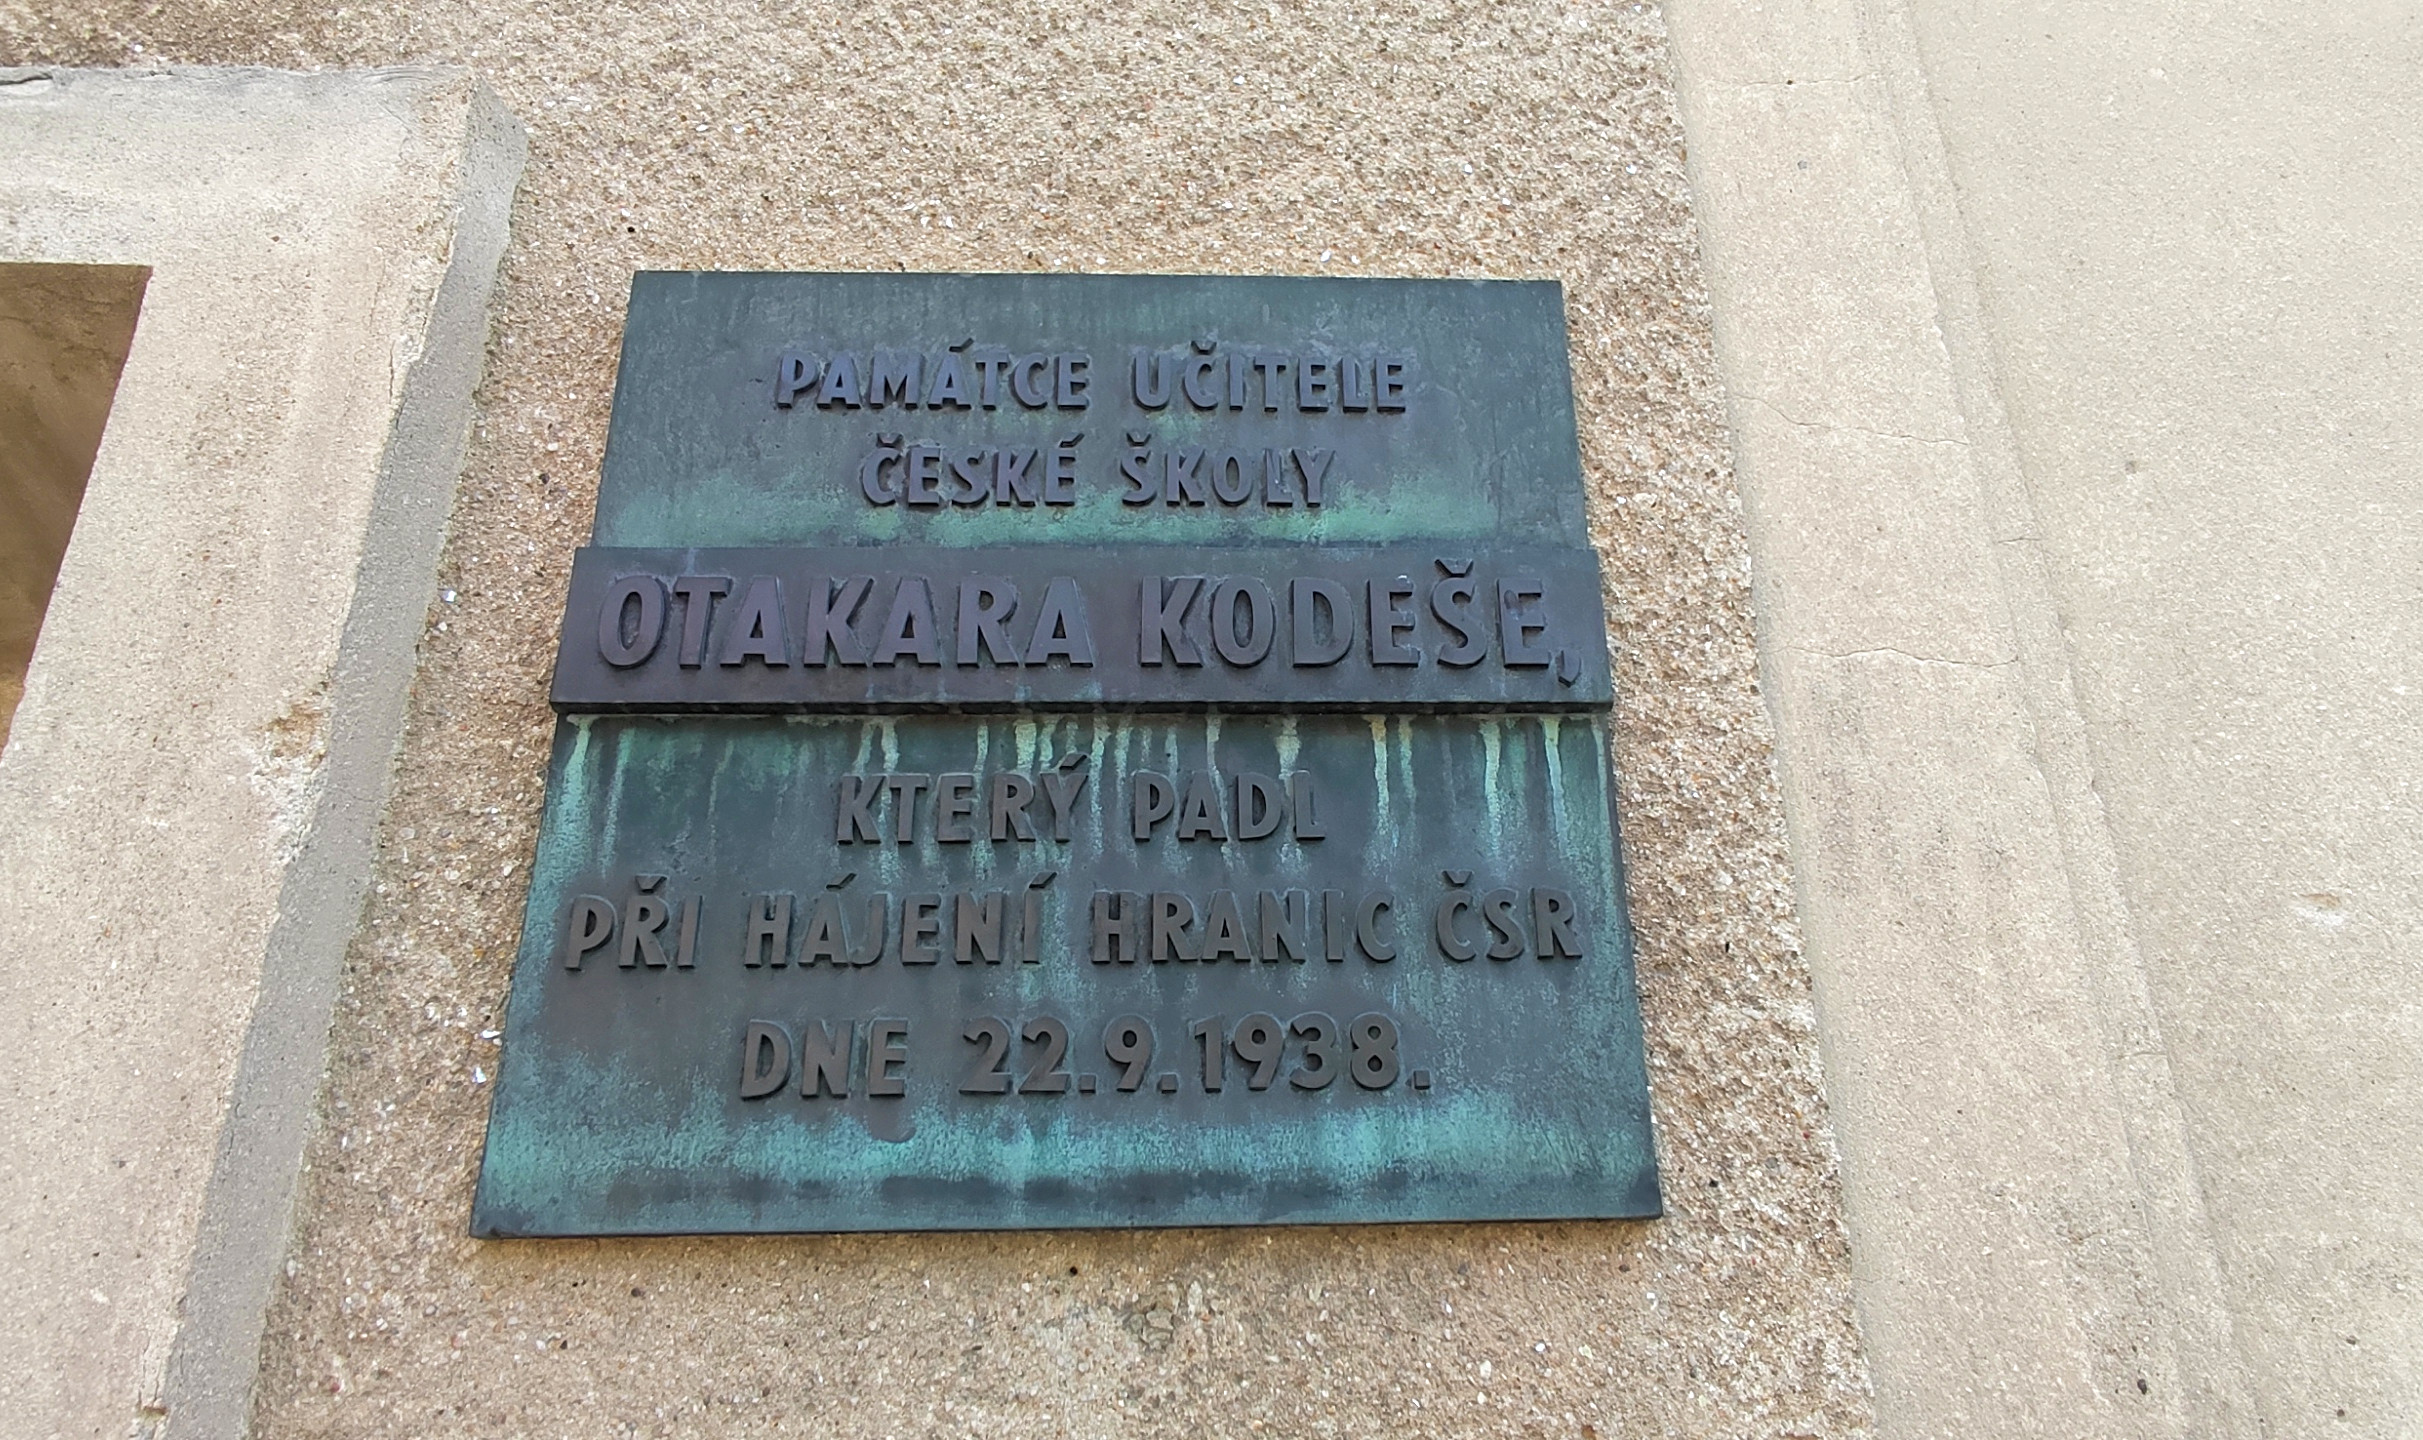 PAMÁTCE UČITELE
ČESKÉ ŠKOLY
OTAKARA KODEŠE,
KTERÝ PADL
PŘI HÁJENÍ HRANIC ČSR
DNE 22.9.1938.